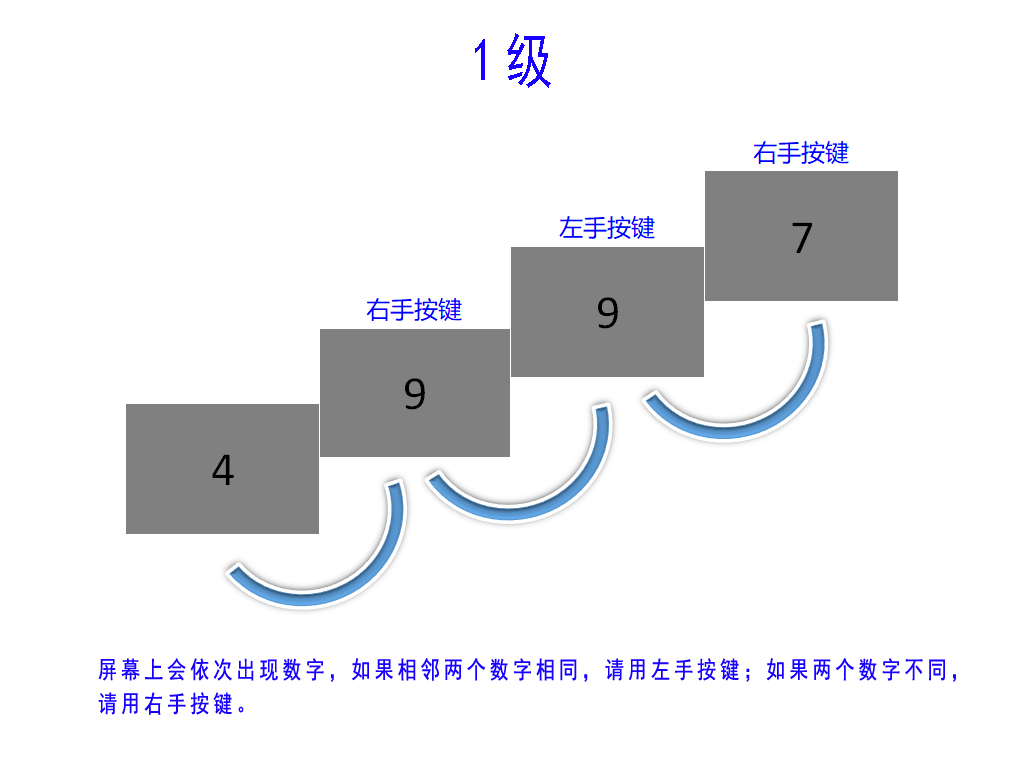 1 级
右手按键
7
左手按键
9
右手按键
9
4
屏幕上会依次出现数字，如果相邻两个数字相同，请用左手按键；如果两个数字不同，
请用右手按键。